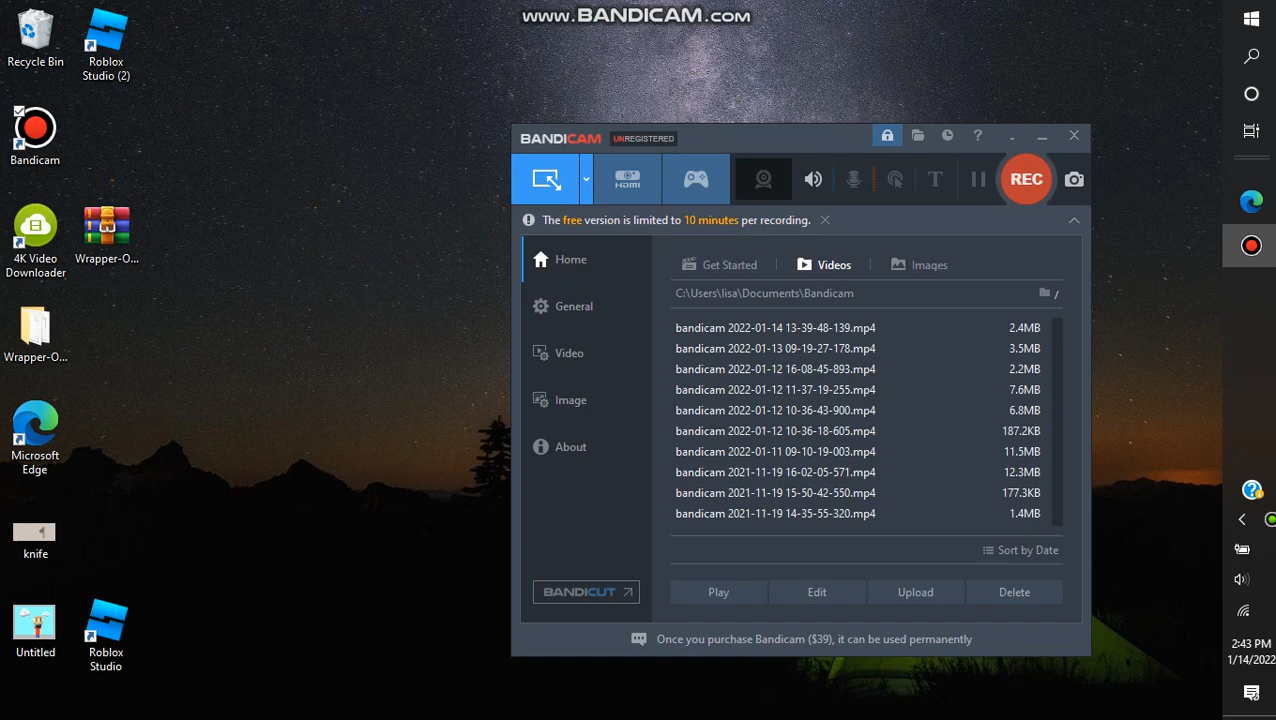 www.BANDICAM.com
Recycle Bin
Roblox
Studio (2)
Bandicam
4K Video
Downloader
Wrapper-O...
Wrapper-O...
Microsoft
Edge
knife
Untitled
Roblox
Studio
BANDICAM UNREGISTERED
HDMI
T
REC
The free version is limited to 10 minutes per recording.
Home
General
Video
Image
About
BANDICUT
Get Started
Videos
Images
C:\Users\lisa\Documents\Bandicam
/
bandicam 2022-01-14 13-39-48-139.mp4 2.4MB
bandicam 2022-01-13 09-19-27-178.mp4 3.5MB
bandicam 2022-01-12 16-08-45-893.mp4 2.2MB
bandicam 2022-01-12 11-37-19-255.mp4 7.6MB
bandicam 2022-01-12 10-36-43-900.mp4 6.8MB
bandicam 2022-01-12 10-36-18-605.mp4 187.2KB
bandicam 2022-01-11 09-10-19-003.mp4 11.5MB
bandicam 2021-11-19 16-02-05-571.mp4 12.3MB
bandicam 2021-11-19 15-50-42-550.mp4 177.3KB
bandicam 2021-11-19 14-35-55-320.mp4 1.4MB
Sort by Date
Play
Edit
Upload
Delete
Once you purchase Bandicam ($39), it can be used permanently
2:43 PM
1/14/2022